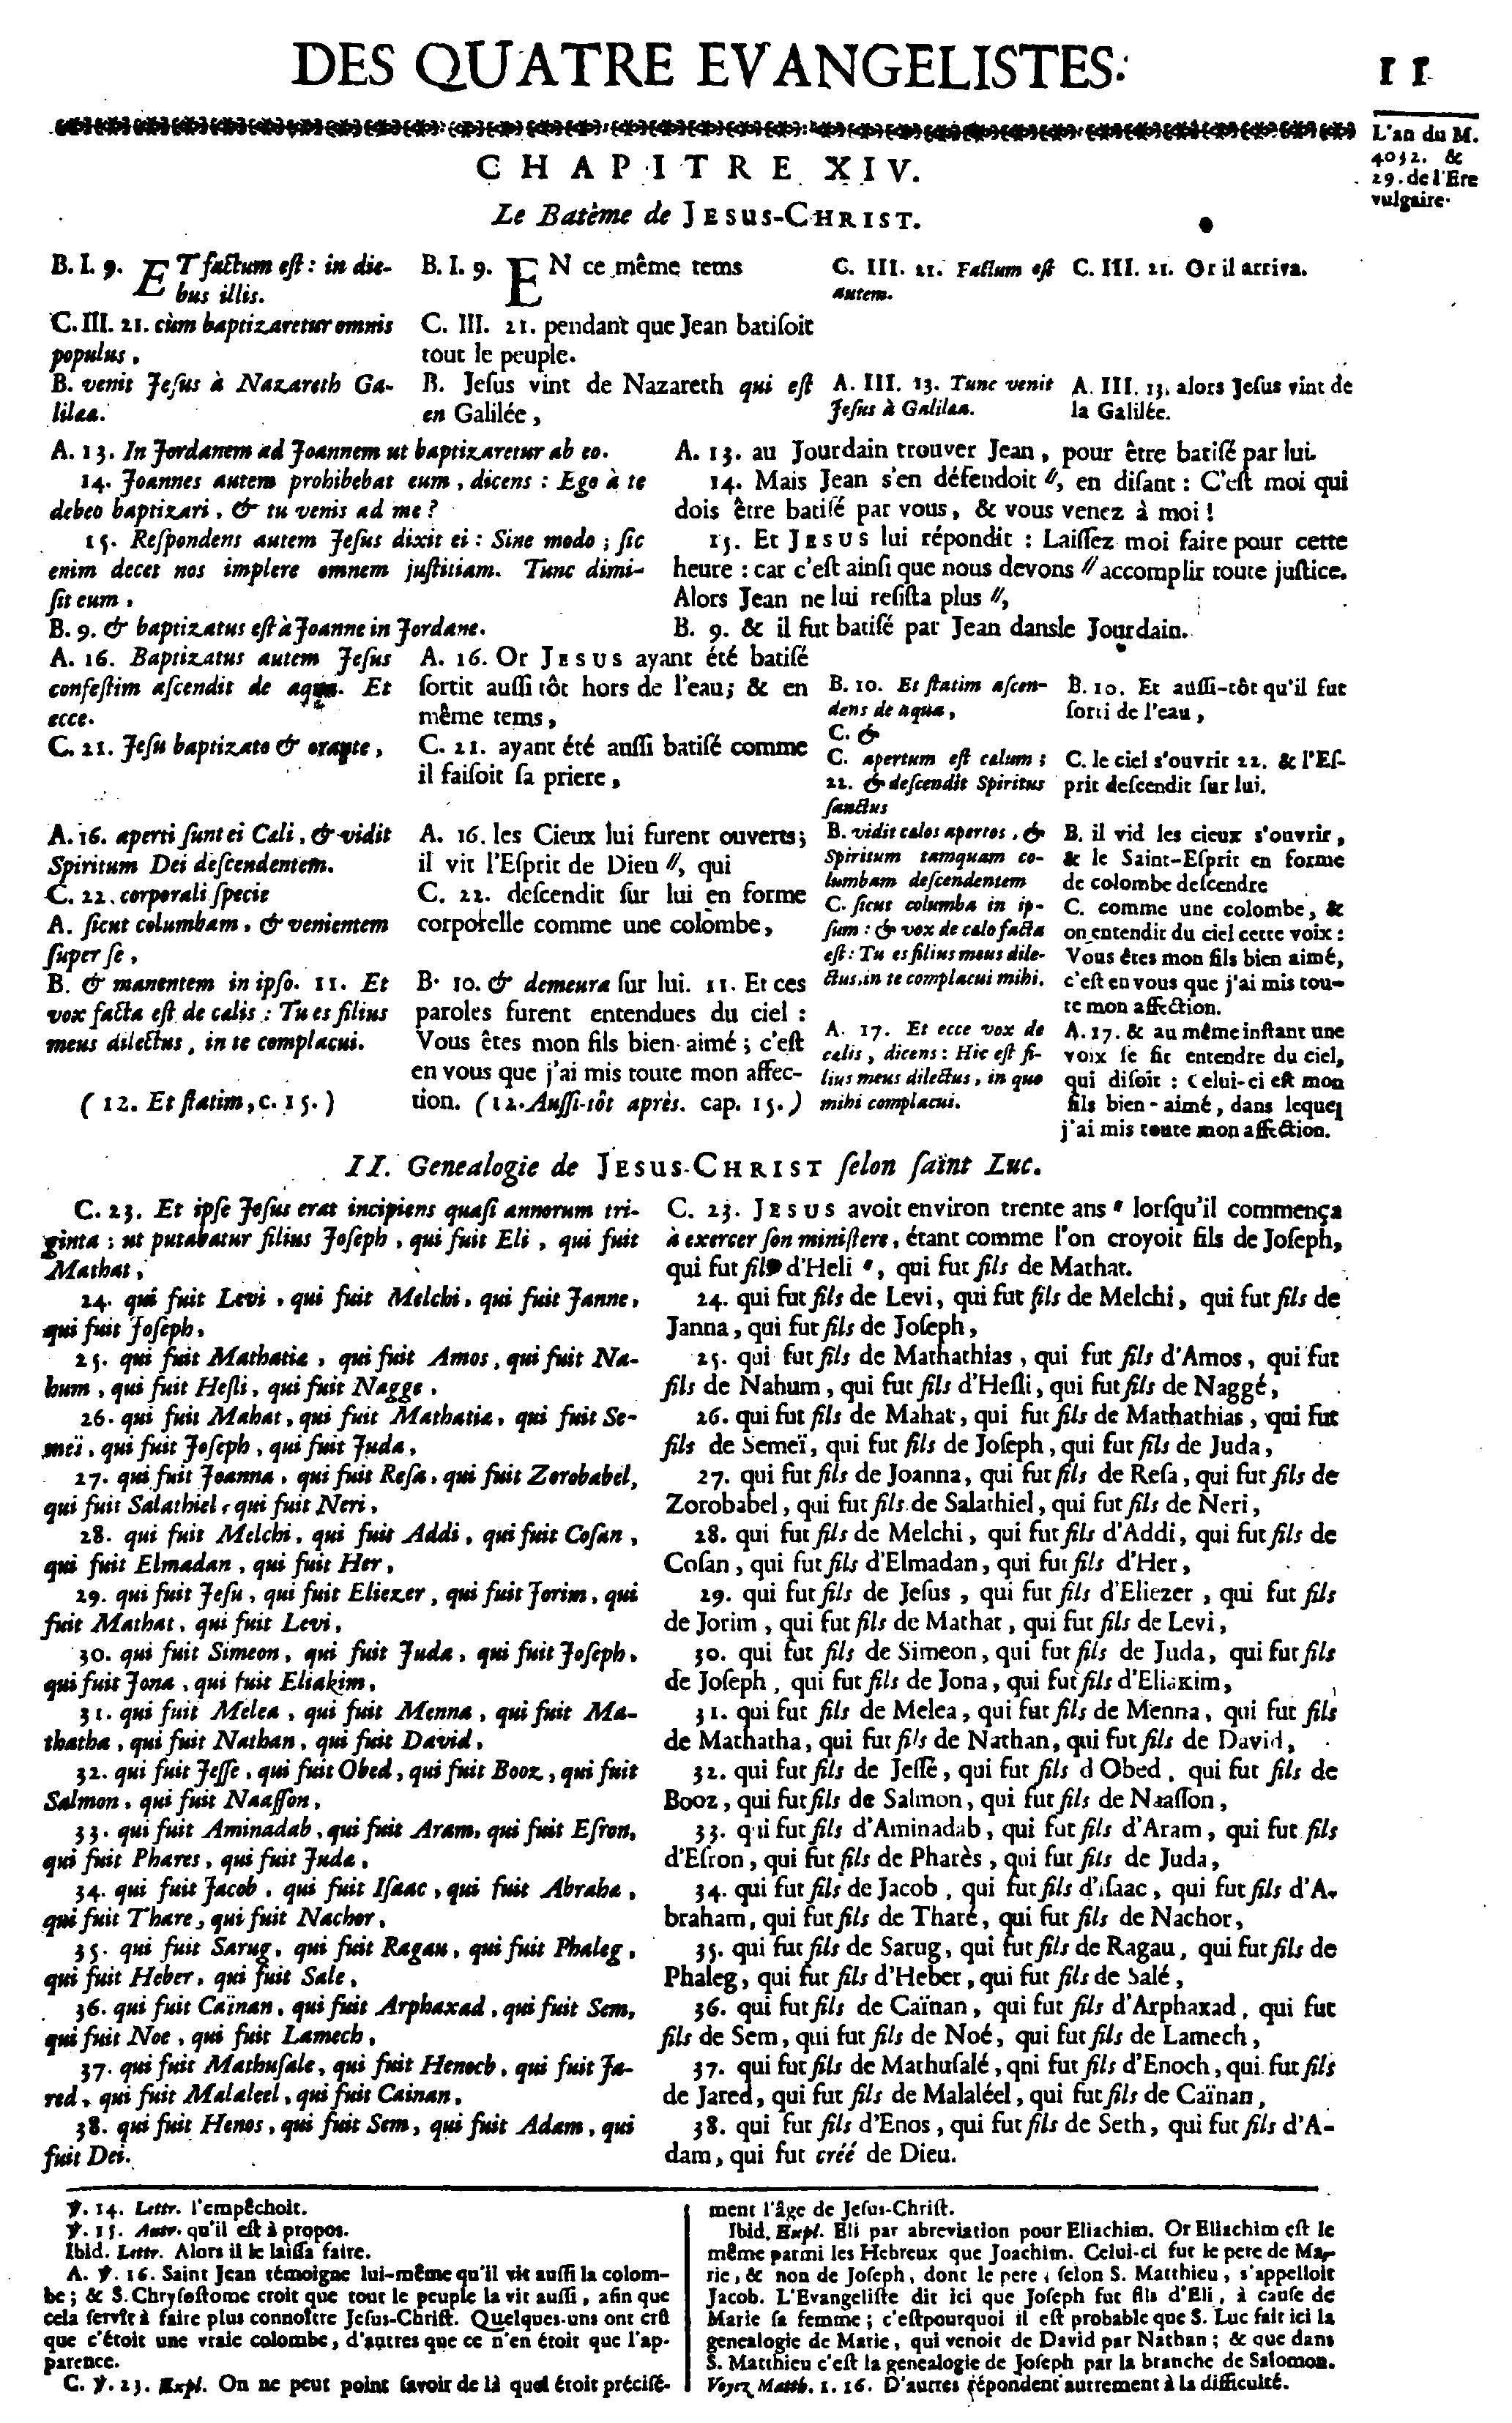 DES QUATRE EVANGELISTES.
11
L'an du M.
4032. &
29. de l'Ere
vulgaire.
CHAPITRE XIV.
Le Batême de JESUS-CHRIST.
B. I. 9. ET factum eſt : in die-
bus illis.
C. III. 21. cùm baptizaretur omnis
populus,
B. venit Jeſus à Nazareth Ga-
lilæa.
B. I. 9. EN ce même tems
C. III. 21. pendant que Jean batiſoit
tout le peuple.
B. Jeſus vint de Nazareth qui eſt
en Galilée,
C. III. 21. Factum eſt
autem.
A. III. 13. Tunc venit
Jeſus à Galilæa.
C. III. 21. Or il arriva.
A. III. 13. alors Jeſus vint de
la Galilée.
A. 13. In Jordanem ad Joannem ut baptizaretur ab eo.
14. Joannes autem prohibebat eum, dicens : Ego à te
debeo baptizari, & tu venis ad me ?
15. Reſpondens autem Jeſus dixit ei : Sine modo ; ſic
enim decet nos implere omnem juſtitiam. Tunc dimi-
ſit eum,
B. 9. & baptizatus eſt à Joanne in Jordane.
A. 13. au Jourdain trouver Jean, pour être batiſé par lui.
14. Mais Jean s'en défendoit ", en diſant : C'eſt moi qui
dois être batiſé par vous, & vous venez à moi !
15. Et JESUS lui répondit : Laiſſez moi faire pour cette
heure : car c'eſt ainſi que nous devons " accomplir toute juſtice.
Alors Jean ne lui reſiſta plus ",
B. 9. & il fut batiſé par Jean dansle Jourdain.
A. 16. Baptizatus autem Jeſus
confeſtim aſcendit de aqua. Et
ecce.
C. 21. Jeſu baptizato & orante,
A. 16. aperti ſunt ei Cæli, & vidit
Spiritum Dei deſcendentem.
C. 22. corporali ſpecie
A. ſicut columbam, & venientem
ſuper ſe,
B. & manentem in ipſo. 11. Et
vox facta eſt de cælis : Tu es filius
meus dilectus, in te complacui.
(12. Et ſtatim, c. 15.)
A. 16. Or JESUS ayant été batiſé
ſortit auſſi tôt hors de l'eau; & en
même tems,
C. 21. ayant été auſſi batiſé comme
il faiſoit ſa priere,
A. 16. les Cieux lui furent ouverts;
il vit l'Eſprit de Dieu ", qui
C. 22. deſcendit ſur lui en forme
corporelle comme une colombe,
B. 10. & demeura ſur lui. 11. Et ces
paroles furent entendues du ciel :
Vous êtes mon fils bien-aimé ; c'eſt
en vous que j'ai mis toute mon affec-
tion. (12. Auſſi-tôt après. cap. 15.)
B. 10. Et ſtatim aſcen-
dens de aqua,
C. &
C. apertum eſt cælum ;
22. & deſcendit Spiritus
ſanctus
B. vidit cælos apertos, &
Spiritum tamquam co-
lumbam deſcendentem
C. ſicut columba in ip-
ſum : & vox de cælo facta
eſt : Tu es filius meus dile-
ctus, in te complacui mihi.
A. 17. Et ecce vox de
cælis, dicens : Hic eſt fi-
lius meus dilectus, in quo
mihi complacui.
B. 10. Et auſſi-tôt qu'il fut
ſorti de l'eau,
C. le ciel s'ouvrit 22. & l'Eſ-
prit deſcendit ſur lui.
B. il vid les cieux s'ouvrir,
& le Saint-Eſprit en forme
de colombe deſcendre
C. comme une colombe, &
on entendit du ciel cette voix :
Vous êtes mon fils bien aimé,
c'eſt en vous que j'ai mis tou-
te mon affection.
A. 17. & au même inſtant une
voix ſe fit entendre du ciel,
qui diſoit : Celui-ci eſt mon
fils bien-aimé, dans lequel
j'ai mis toute mon affection.
II. Genealogie de JESUS-CHRIST ſelon ſaint Luc.
C. 23. Et ipſe Jeſus erat incipiens quaſi annorum tri-
ginta ; ut putabatur filius Joſeph, qui fuit Eli, qui fuit
Mathat,
24. qui fuit Levi, qui fuit Melchi, qui fuit Janne,
qui fuit Joſeph,
25. qui fuit Mathatiæ, qui fuit Amos, qui fuit Na-
hum, qui fuit Heſli, qui fuit Nagge,
26. qui fuit Mahat, qui fuit Mathatiæ, qui fuit Se-
meï, qui fuit Joſeph, qui fuit Juda,
27. qui fuit Joanna, qui fuit Reſa, qui fuit Zorobabel,
qui fuit Salathiel, qui fuit Neri,
28. qui fuit Melchi, qui fuit Addi, qui fuit Coſan,
qui fuit Elmadan, qui fuit Her,
29. qui fuit Jeſu, qui fuit Eliezer, qui fuit Jorim, qui
fuit Mathat, qui fuit Levi,
30. qui fuit Simeon, qui fuit Juda, qui fuit Joſeph,
qui fuit Jona, qui fuit Eliakim,
31. qui fuit Melea, qui fuit Menna, qui fuit Ma-
thatha, qui fuit Nathan, qui fuit David,
32. qui fuit Jeſſe, qui fuit Obed, qui fuit Booz, qui fuit
Salmon, qui fuit Naaſſon,
33. qui fuit Aminadab, qui fuit Aram, qui fuit Eſron,
qui fuit Phares, qui fuit Judæ,
34. qui fuit Jacob, qui fuit Iſaac, qui fuit Abrahæ,
qui fuit Thare, qui fuit Nachor,
35. qui fuit Sarug, qui fuit Ragau, qui fuit Phaleg,
qui fuit Heber, qui fuit Sale,
36. qui fuit Caïnan, qui fuit Arphaxad, qui fuit Sem,
qui fuit Noe, qui fuit Lamech,
37. qui fuit Mathuſale, qui fuit Henoch, qui fuit Ja-
red, qui fuit Malaleel, qui fuit Cainan,
38. qui fuit Henos, qui fuit Sem, qui fuit Adam, qui
fuit Dei.
C. 23. JESUS avoit environ trente ans " lorſqu'il commença
à exercer ſon miniſtere, étant comme l'on croyoit fils de Joſeph,
qui fut fils d'Heli ", qui fut fils de Mathat.
24. qui fut fils de Levi, qui fut fils de Melchi, qui fut fils de
Janna, qui fut fils de Joſeph,
25. qui fut fils de Mathathias, qui fut fils d'Amos, qui fut
fils de Nahum, qui fut fils d'Heſli, qui fut fils de Naggé,
26. qui fut fils de Mahat, qui fut fils de Mathathias, qui fut
fils de Semeï, qui fut fils de Joſeph, qui fut fils de Juda,
27. qui fut fils de Joanna, qui fut fils de Reſa, qui fut fils de
Zorobabel, qui fut fils de Salathiel, qui fut fils de Neri,
28. qui fut fils de Melchi, qui fut fils d'Addi, qui fut fils de
Coſan, qui fut fils d'Elmadan, qui fut fils d'Her,
29. qui fut fils de Jeſus, qui fut fils d'Eliezer, qui fut fils
de Jorim, qui fut fils de Mathat, qui fut fils de Levi,
30. qui fut fils de Simeon, qui fut fils de Juda, qui fut fils
de Joſeph, qui fut fils de Jona, qui fut fils d'Eliakim,
31. qui fut fils de Melea, qui fut fils de Menna, qui fut fils
de Mathatha, qui fut fils de Nathan, qui fut fils de David,
32. qui fut fils de Jeſſé, qui fut fils d Obed, qui fut fils de
Booz, qui fut fils de Salmon, qui fut fils de Naaſſon,
33. qui fut fils d'Aminadab, qui fut fils d'Aram, qui fut fils
d'Eſron, qui fut fils de Pharès, qui fut fils de Juda,
34. qui fut fils de Jacob, qui fut fils d'Iſaac, qui fut fils d'A-
braham, qui fut fils de Tharé, qui fut fils de Nachor,
35. qui fut fils de Sarug, qui fut fils de Ragau, qui fut fils de
Phaleg, qui fut fils d'Heber, qui fut fils de Salé,
36. qui fut fils de Caïnan, qui fut fils d'Arphaxad, qui fut
fils de Sem, qui fut fils de Noé, qui fut fils de Lamech,
37. qui fut fils de Mathuſalé, qni fut fils d'Enoch, qui fut fils
de Jared, qui fut fils de Malaléel, qui fut fils de Caïnan,
38. qui fut fils d'Enos, qui fut fils de Seth, qui fut fils d'A-
dam, qui fut créé de Dieu.
℣. 14. Lettr. l'empêchoit.
℣. 15. Autr. qu'il eſt à propos.
Ibid. Lettr. Alors il le laiſſa faire.
A. ℣. 16. Saint Jean témoigne lui-même qu'il vit auſſi la colom-
be ; & S. Chryſoſtome croit que tout le peuple la vit auſſi, afin que
cela ſervît à faire plus connoître Jeſus-Chriſt. Quelques-uns ont crû
que c'étoit une vraie colombe, d'autres que ce n'en étoit que l'ap-
parence.
C. ℣. 23. Expl. On ne peut point ſavoir de là quel étoit préciſé-
ment l'âge de Jeſus-Chriſt.
Ibid. Expl. Eli par abreviation pour Eliachim. Or Eliachim eſt le
même parmi les Hebreux que Joachim. Celui-ci fut le pere de Ma-
rie, & non de Joſeph, dont le pere, ſelon S. Matthieu, s'appelloit
Jacob. L'Evangeliſte dit ici que Joſeph fut fils d'Eli, à cauſe de
Marie ſa femme ; c'eſtpourquoi il eſt probable que S. Luc fait ici la
genealogie de Marie, qui venoit de David par Nathan ; & que dans
S. Matthieu c'eſt la genealogie de Joſeph par la branche de Salomon.
Voyez Matth. 1. 16. D'autres répondent autrement à la difficulté.